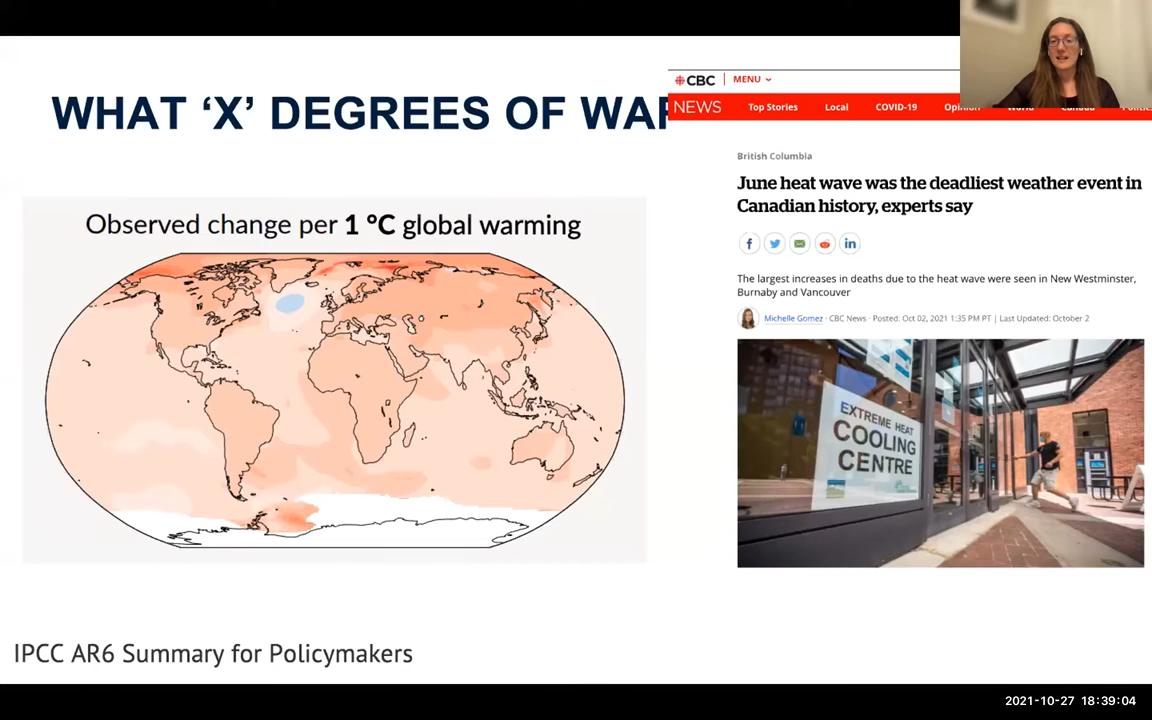 WHAT ‘X’ DEGREES OF WAR
Observed change per 1 °C global warming
IPCC AR6 Summary for Policymakers
CBC MENU
NEWS Top Stories Local COVID-19
British Columbia
June heat wave was the deadliest weather event in
Canadian history, experts say
The largest increases in deaths due to the heat wave were seen in New Westminster,
Burnaby and Vancouver
Michelle Gomez · CBC News · Posted: Oct 02, 2021 1:35 PM PT | Last Updated: October 2
EXTREME HEAT
COOLING
CENTRE
2021-10-27 18:39:04